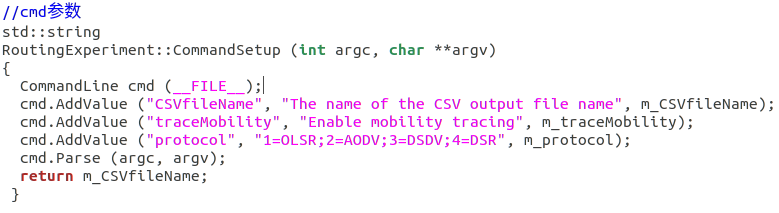 //cmd参数
std::string
RoutingExperiment::CommandSetup (int argc, char **argv)
{
  CommandLine cmd (__FILE__);
  cmd.AddValue ("CSVfileName", "The name of the CSV output file name", m_CSVfileName);
  cmd.AddValue ("traceMobility", "Enable mobility tracing", m_traceMobility);
  cmd.AddValue ("protocol", "1=OLSR;2=AODV;3=DSDV;4=DSR", m_protocol);
  cmd.Parse (argc, argv);
  return m_CSVfileName;
}